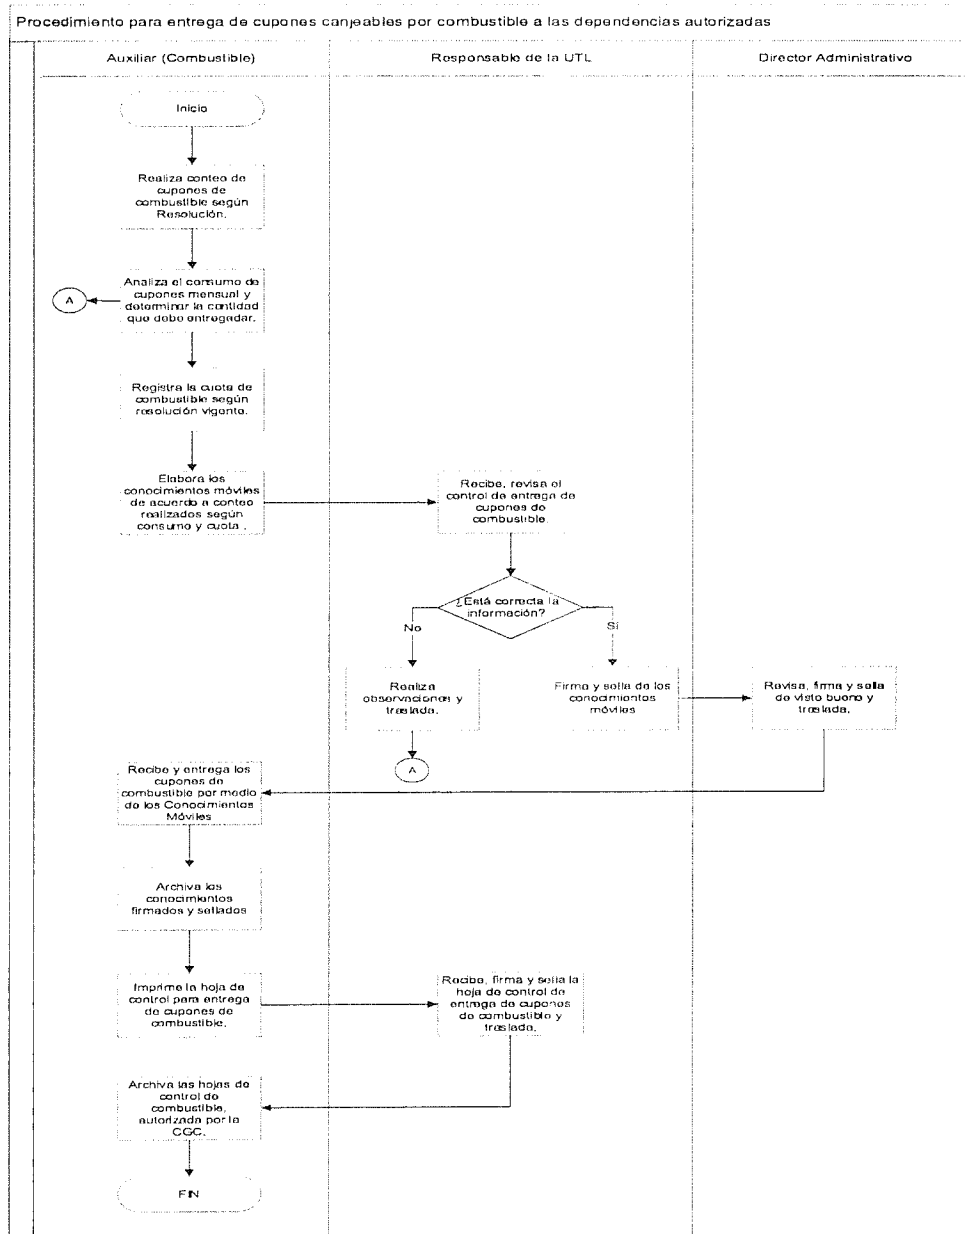 Procedimiento para entrega de cupones canjeables por combustible a las dependencias autorizadas
Auxiliar (Combustible)
Responsable de la UTL
Director Administrativo
Inicio
Realiza conteo de
cupones de
combustible según
Resolución.
Analiza el consumo de
cupones mensual y
determinar la cantidad
que debe entregadar.
A
Registra la cuota de
combustible según
resolución vigente.
Elabora los
conocimientos móviles
de acuerdo a conteo
realizados según
consumo y cuota .
Recibe, revisa el
control de entrega de
cupones de
combustible.
¿Está correcta la
información?
No
Sí
Realiza
observaciones y
traslada.
Firma y sella de los
conocimientos
móviles
Revisa, firma y sella
de visto bueno y
traslada.
A
Recibe y entrega los
cupones de
combustible por medio
de los Conocimientos
Móviles
Archiva los
conocimientos
firmados y sellados
Imprime la hoja de
control para entrega
de cupones de
combustible.
Recibe, firma y sella la
hoja de control de
entrega de cupones
de combustible y
traslada.
Archiva las hojas de
control de
combustible,
autorizada por la
CGC.
FIN